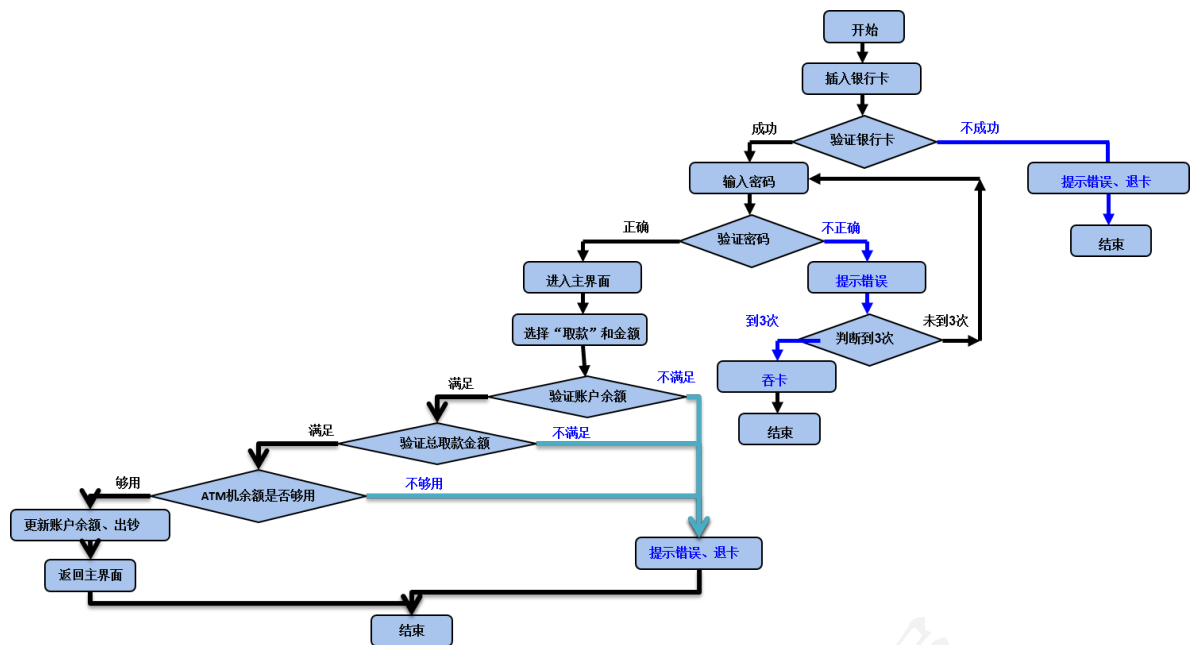 开始
插入银行卡
验证银行卡
成功
不成功
输入密码
提示错误、退卡
结束
验证密码
正确
不正确
进入主界面
提示错误
选择“取款”和金额
判断到3次
到3次
未到3次
吞卡
结束
验证账户余额
满足
不满足
验证总取款金额
满足
不满足
ATM机余额是否够用
够用
不够用
更新账户余额、出钞
提示错误、退卡
返回主界面
结束